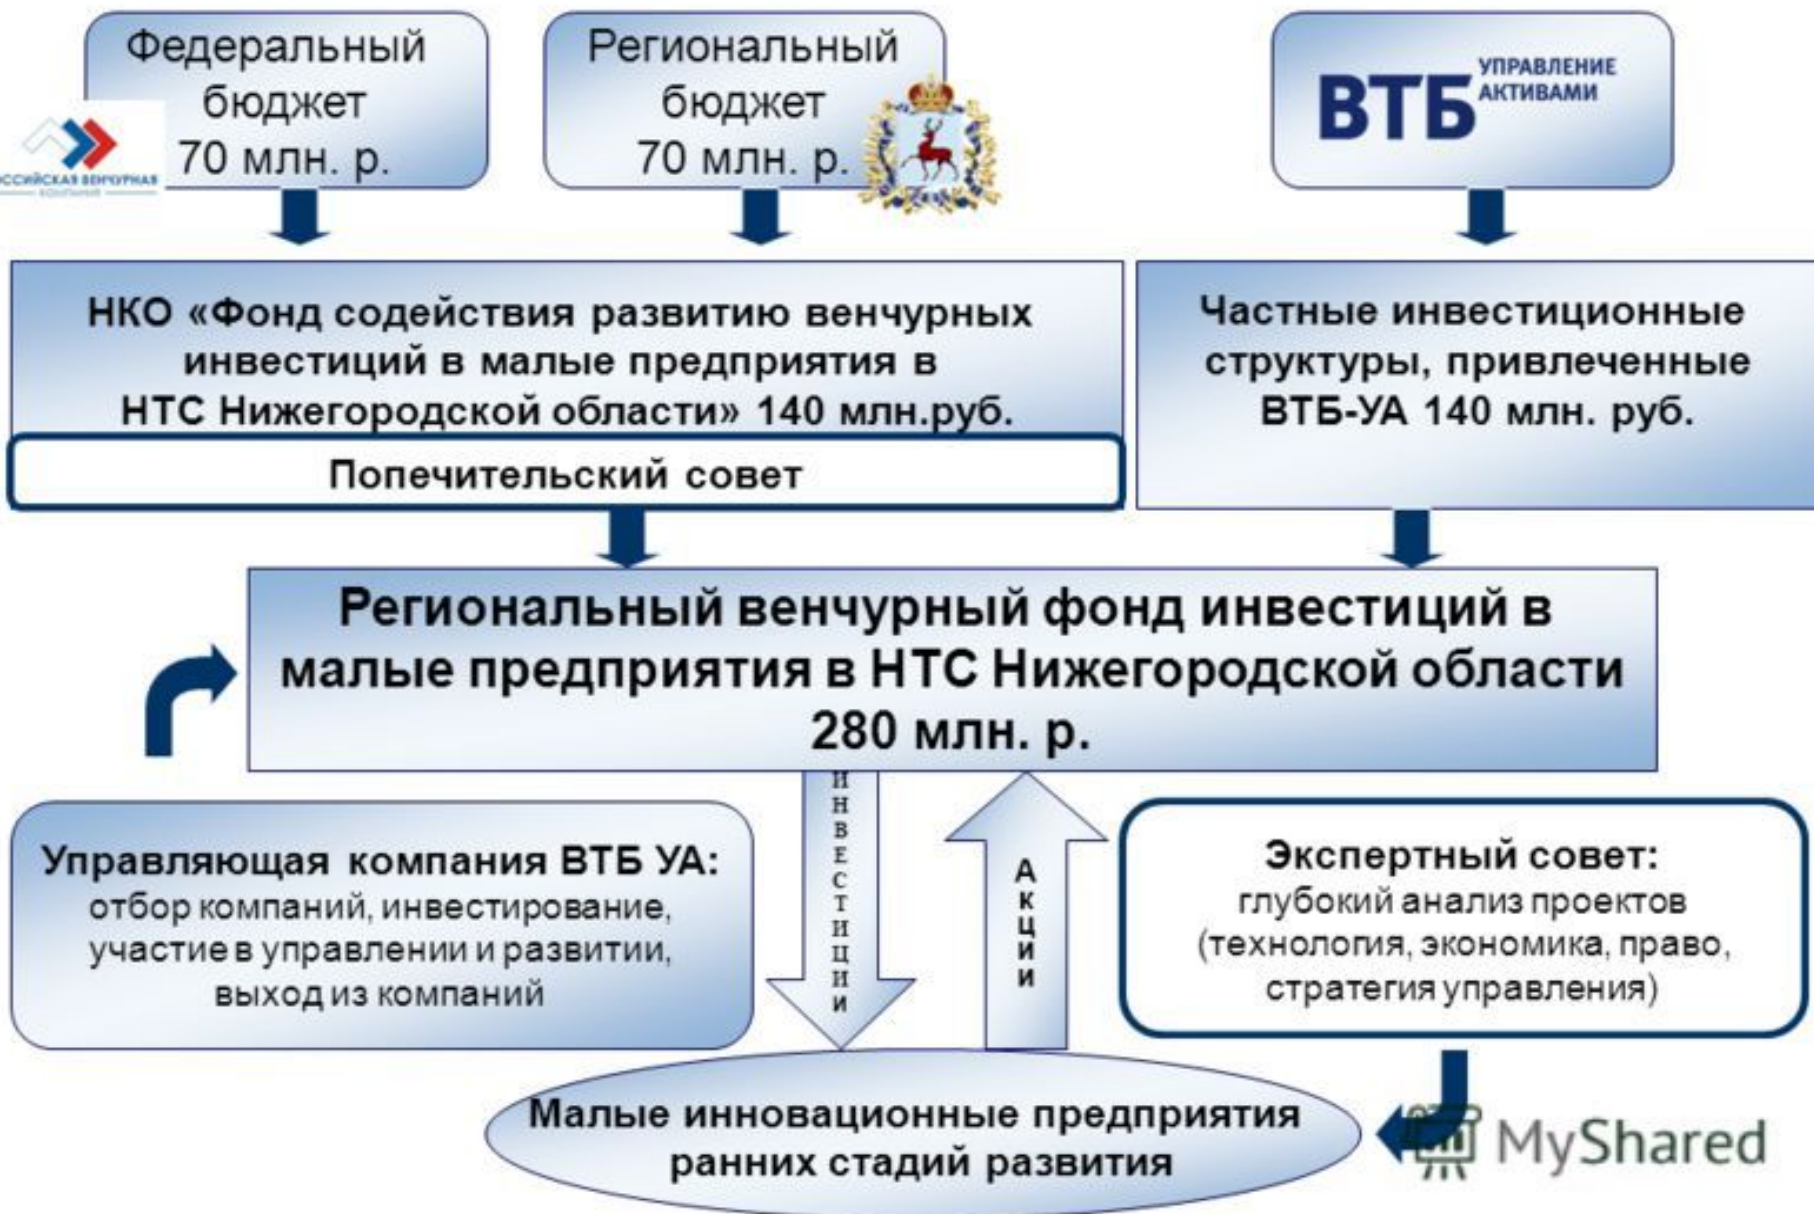 Федеральный
бюджет
70 млн. р.
Региональный
бюджет
70 млн. р.
ВТБ
УПРАВЛЕНИЕ
АКТИВАМИ
ОССИЙСКАЯ ВЕНЧУРНАЯ
КОМПАНИЯ
НКО «Фонд содействия развитию венчурных
инвестиций в малые предприятия в
НТС Нижегородской области» 140 млн.руб.
Попечительский совет
Частные инвестиционные
структуры, привлеченные
ВТБ-УА 140 млн. руб.
Региональный венчурный фонд инвестиций в
малые предприятия в НТС Нижегородской области
280 млн. р.
Управляющая компания ВТБ УА:
отбор компаний, инвестирование,
участие в управлении и развитии,
выход из компаний
ИНВЕСТИЦИИ
Акции
Экспертный совет:
глубокий анализ проектов
(технология, экономика, право,
стратегия управления)
Малые инновационные предприятия
ранних стадий развития
MyShared